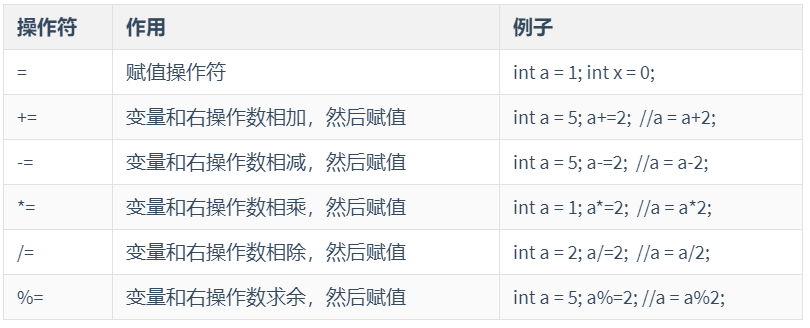 操作符 作用 例子
= 赋值操作符 int a = 1; int x = 0;
+= 变量和右操作数相加，然后赋值 int a = 5; a+=2; //a = a+2;
-= 变量和右操作数相减，然后赋值 int a = 5; a-=2; //a = a-2;
*= 变量和右操作数相乘，然后赋值 int a = 1; a*=2; //a = a*2;
/= 变量和右操作数相除，然后赋值 int a = 2; a/=2; //a = a/2;
%= 变量和右操作数求余，然后赋值 int a = 5; a%=2; //a = a%2;